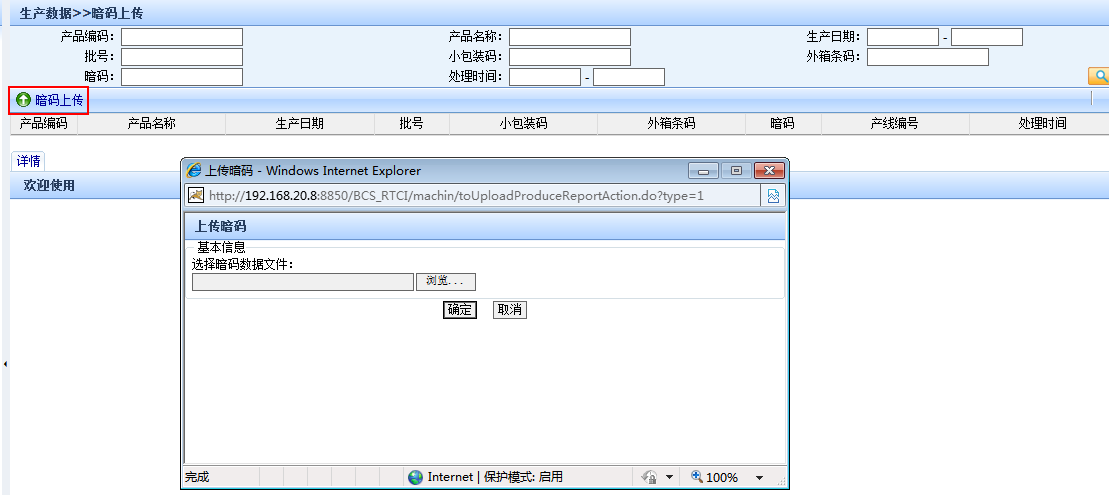 生产数据>>暗码上传
产品编码: 产品名称: 生产日期: -
批号: 小包装码: 外箱条码:
暗码: 处理时间: -
暗码上传
产品编码 产品名称 生产日期 批号 小包装码 外箱条码 暗码 产线编号 处理时间
详情
欢迎使用
上传暗码 - Windows Internet Explorer
http://192.168.20.8:8850/BCS_RTCI/machin/toUploadProduceReportAction.do?type=1
上传暗码
基本信息
选择暗码数据文件:
浏览...
确定 取消
完成 Internet | 保护模式: 启用 100%